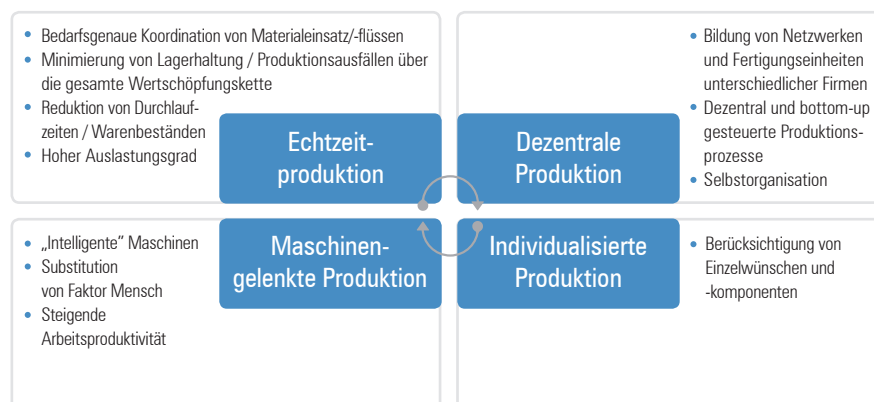 • Bedarfsgenaue Koordination von Materialeinsatz/-flüssen
• Minimierung von Lagerhaltung / Produktionsausfällen über
die gesamte Wertschöpfungskette
• Reduktion von Durchlauf-
zeiten / Warenbeständen
• Hoher Auslastungsgrad
Echtzeit-
produktion
Dezentrale
Produktion
• Bildung von Netzwerken
und Fertigungseinheiten
unterschiedlicher Firmen
• Dezentral und bottom-up
gesteuerte Produktions-
prozesse
• Selbstorganisation
• „Intelligente" Maschinen
• Substitution
von Faktor Mensch
• Steigende
Arbeitsproduktivität
Maschinen-
gelenkte Produktion
Individualisierte
Produktion
• Berücksichtigung von
Einzelwünschen und
-komponenten